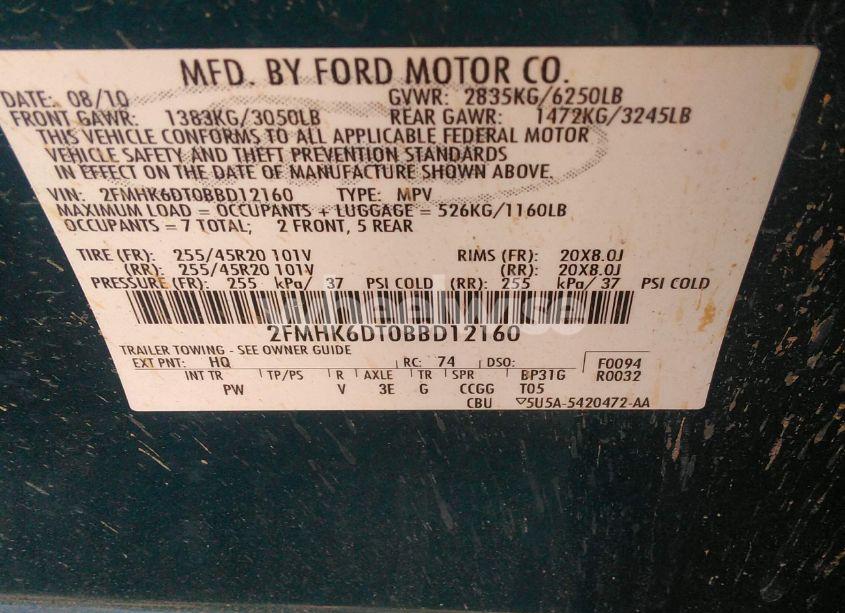 MFD. BY FORD MOTOR CO.
DATE: 08/10 GVWR: 2835KG/6250LB
FRONT GAWR: 1383KG/3050LB REAR GAWR: 1472KG/3245LB
THIS VEHICLE CONFORMS TO ALL APPLICABLE FEDERAL MOTOR
VEHICLE SAFETY AND THEFT PREVENTION STANDARDS
IN EFFECT ON THE DATE OF MANUFACTURE SHOWN ABOVE.
VIN: 2FMHK6DT0BBD12160 TYPE: MPV
MAXIMUM LOAD = OCCUPANTS + LUGGAGE = 526KG/1160LB
OCCUPANTS = 7 TOTAL; 2 FRONT, 5 REAR
TIRE (FR): 255/45R20 101V RIMS (FR): 20X8.0J
(RR): 255/45R20 101V (RR): 20X8.0J
PRESSURE (FR): 255 kPa/ 37 PSI COLD (RR): 255 kPa/ 37 PSI COLD
2FMHK6DT0BBD12160
TRAILER TOWING - SEE OWNER GUIDE
EXT PNT: HQ RC: 74 DSO: F0094
INT TR TP/PS R AXLE TR SPR BP31G R0032
PW V 3E G CCGG T05
CBU 5U5A-5420472-AA